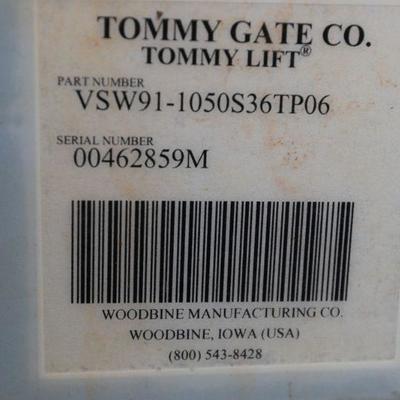 TOMMY GATE CO.
TOMMY LIFT®
PART NUMBER
VSW91-1050S36TP06
SERIAL NUMBER
00462859M
WOODBINE MANUFACTURING CO.
WOODBINE, IOWA (USA)
(800) 543-8428